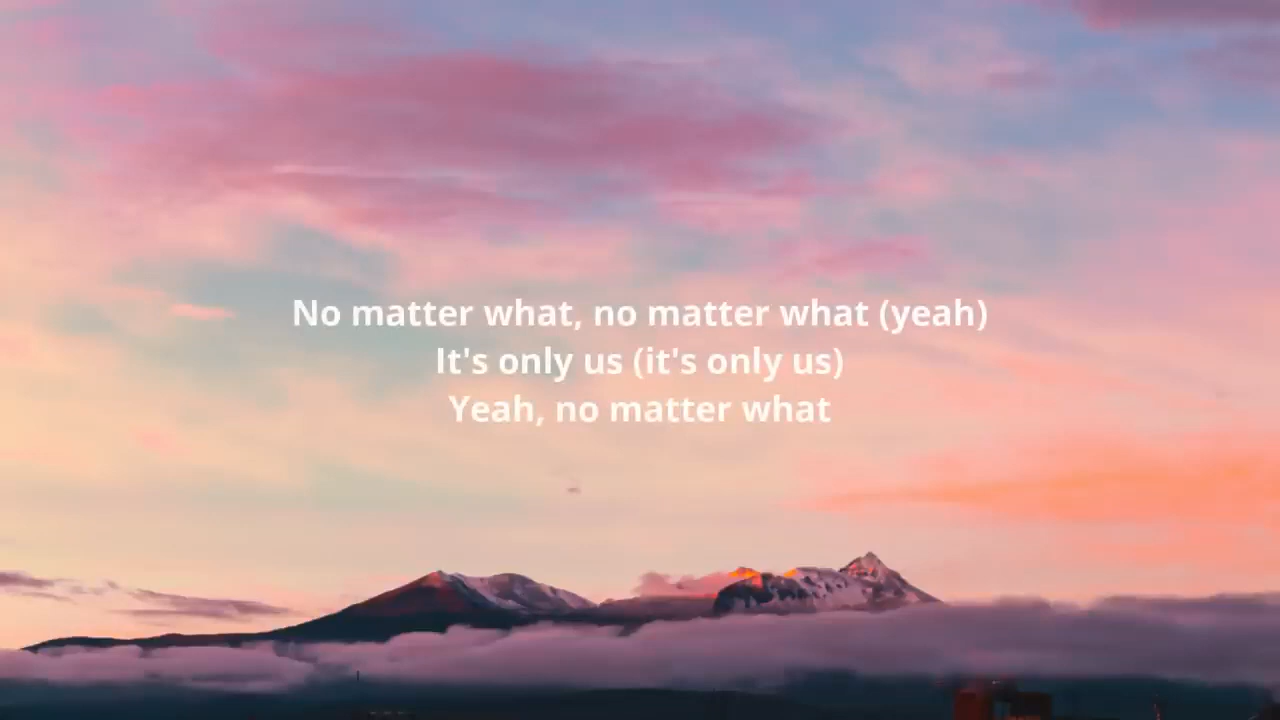 No matter what, no matter what (yeah)
It's only us (it's only us)
Yeah, no matter what